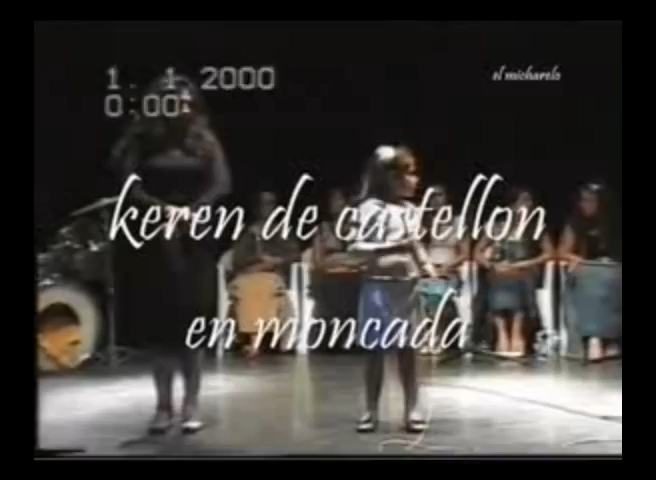 1. 1 2000
0:00
el micharelo
keren de castellon
en moncada